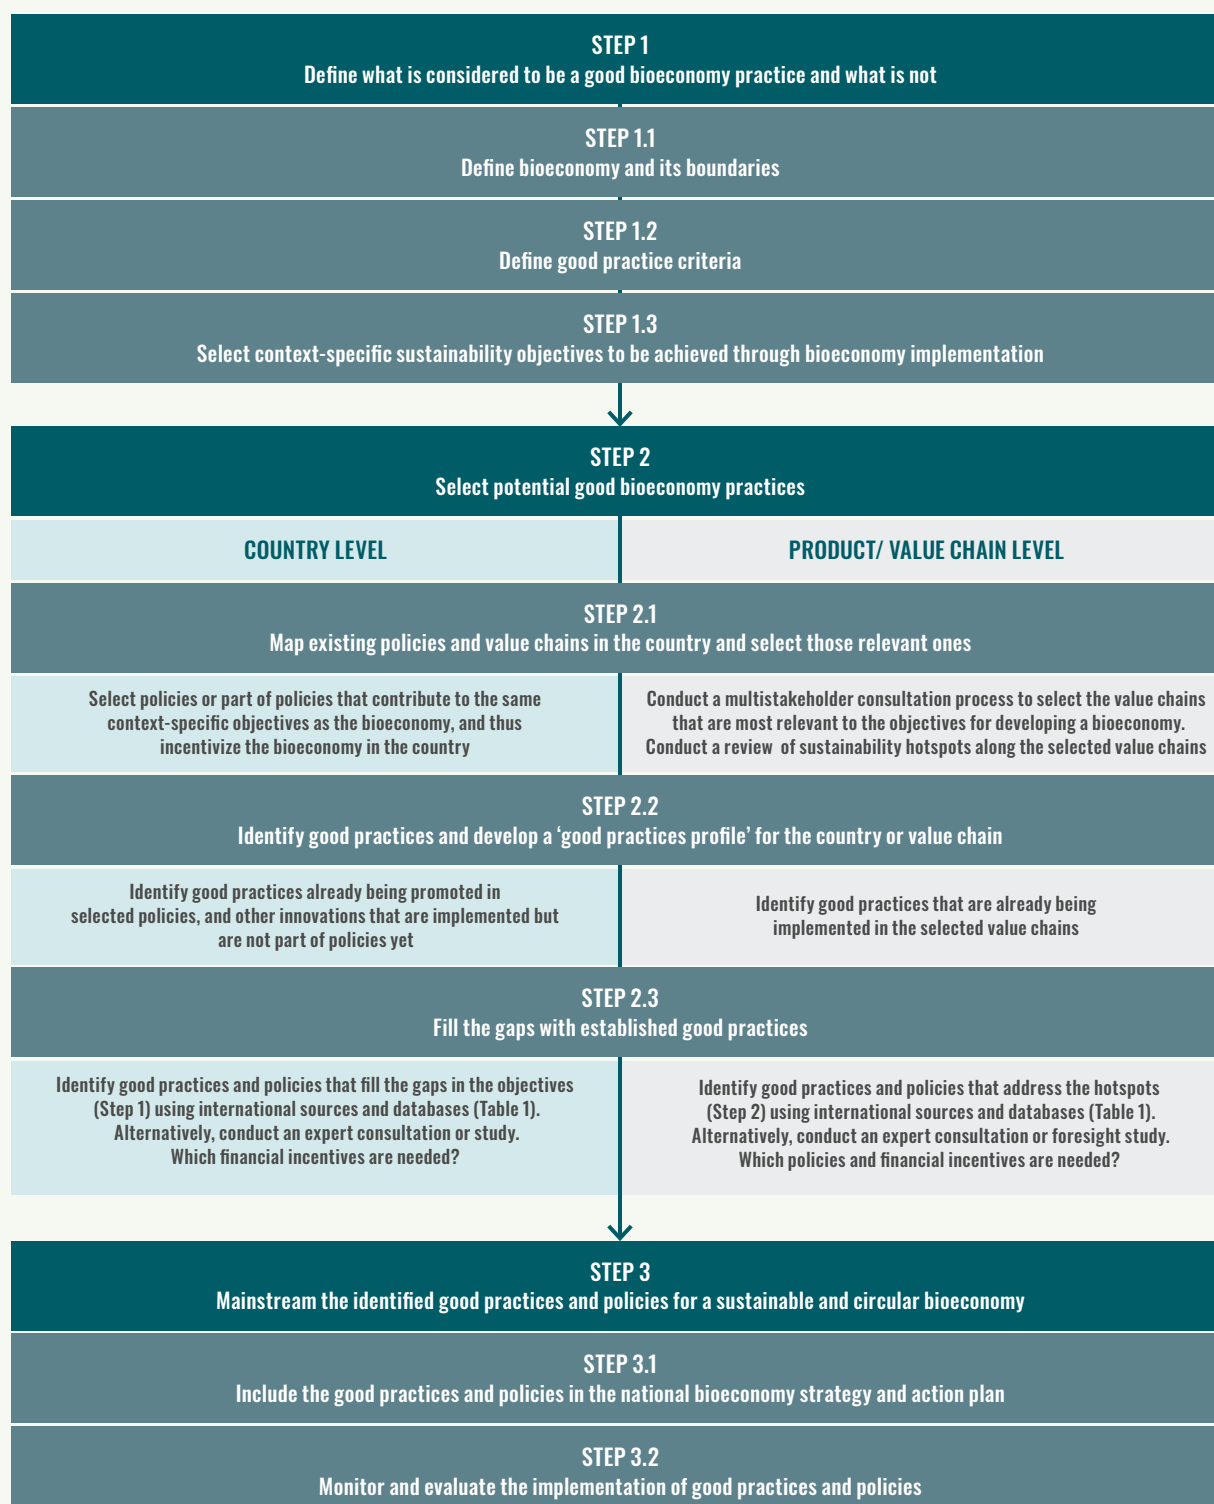 STEP 1
Define what is considered to be a good bioeconomy practice and what is not
STEP 1.1
Define bioeconomy and its boundaries
STEP 1.2
Define good practice criteria
STEP 1.3
Select context-specific sustainability objectives to be achieved through bioeconomy implementation
STEP 2
Select potential good bioeconomy practices
COUNTRY LEVEL
PRODUCT/ VALUE CHAIN LEVEL
STEP 2.1
Map existing policies and value chains in the country and select those relevant ones
Select policies or part of policies that contribute to the same
context-specific objectives as the bioeconomy, and thus
incentivize the bioeconomy in the country
Conduct a multistakeholder consultation process to select the value chains
that are most relevant to the objectives for developing a bioeconomy.
Conduct a review of sustainability hotspots along the selected value chains
STEP 2.2
Identify good practices and develop a ‘good practices profile’ for the country or value chain
Identify good practices already being promoted in
selected policies, and other innovations that are implemented but
are not part of policies yet
Identify good practices that are already being
implemented in the selected value chains
STEP 2.3
Fill the gaps with established good practices
Identify good practices and policies that fill the gaps in the objectives
(Step 1) using international sources and databases (Table 1).
Alternatively, conduct an expert consultation or study.
Which financial incentives are needed?
Identify good practices and policies that address the hotspots
(Step 2) using international sources and databases (Table 1).
Alternatively, conduct an expert consultation or foresight study.
Which policies and financial incentives are needed?
STEP 3
Mainstream the identified good practices and policies for a sustainable and circular bioeconomy
STEP 3.1
Include the good practices and policies in the national bioeconomy strategy and action plan
STEP 3.2
Monitor and evaluate the implementation of good practices and policies